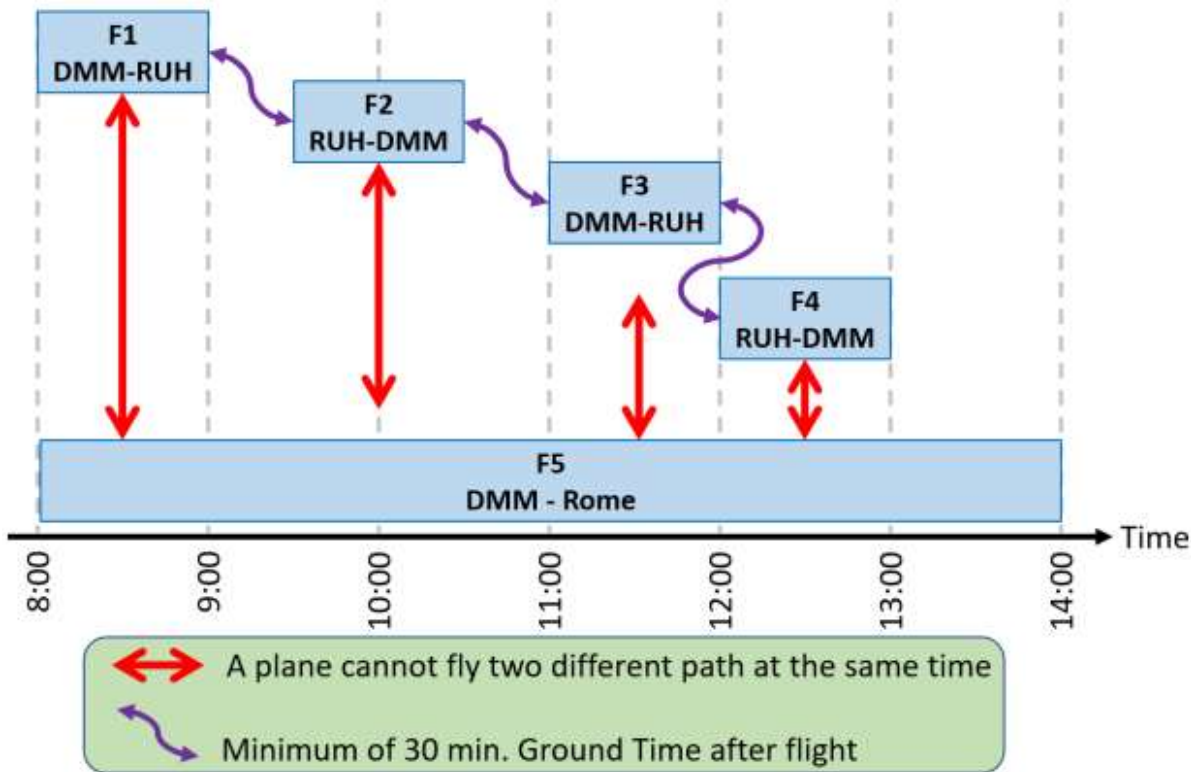 F1
DMM-RUH
F2
RUH-DMM
F3
DMM-RUH
F4
RUH-DMM
F5
DMM - Rome
Time
8:00
9:00
10:00
11:00
12:00
13:00
14:00
A plane cannot fly two different path at the same time
Minimum of 30 min. Ground Time after flight